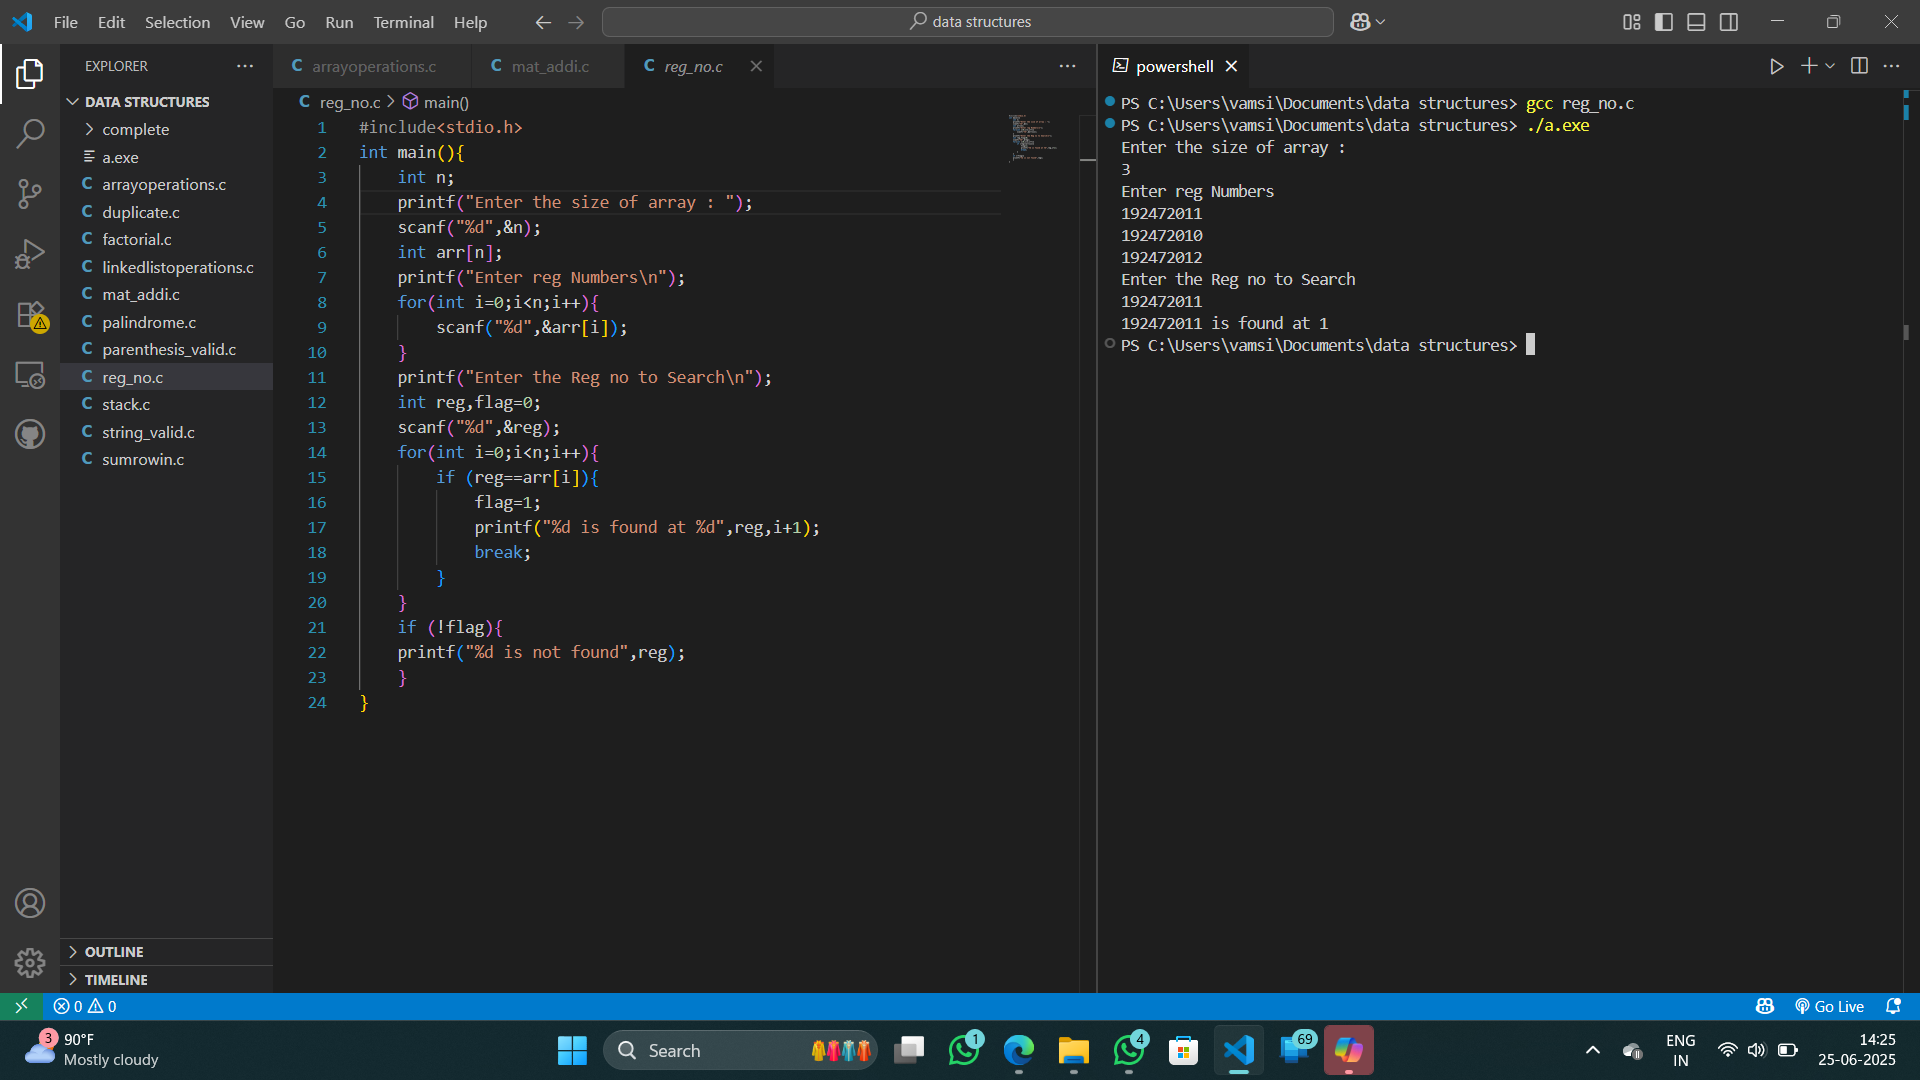 File Edit Selection View Go Run Terminal Help
data structures
EXPLORER
DATA STRUCTURES
complete
a.exe
C arrayoperations.c
C duplicate.c
C factorial.c
C linkedlistoperations.c
C mat_addi.c
C palindrome.c
C parenthesis_valid.c
C reg_no.c
C stack.c
C string_valid.c
C sumrowin.c
OUTLINE
TIMELINE
C arrayoperations.c C mat_addi.c C reg_no.c
C reg_no.c > main()
1 #include<stdio.h>
2 int main(){
3 int n;
4 printf("Enter the size of array : ");
5 scanf("%d",&n);
6 int arr[n];
7 printf("Enter reg Numbers\n");
8 for(int i=0;i<n;i++){
9 scanf("%d",&arr[i]);
10 }
11 printf("Enter the Reg no to Search\n");
12 int reg,flag=0;
13 scanf("%d",&reg);
14 for(int i=0;i<n;i++){
15 if (reg==arr[i]){
16 flag=1;
17 printf("%d is found at %d",reg,i+1);
18 break;
19 }
20 }
21 if (!flag){
22 printf("%d is not found",reg);
23 }
24 }
powershell
PS C:\Users\vamsi\Documents\data structures> gcc reg_no.c
PS C:\Users\vamsi\Documents\data structures> ./a.exe
Enter the size of array :
3
Enter reg Numbers
192472011
192472010
192472012
Enter the Reg no to Search
192472011
192472011 is found at 1
PS C:\Users\vamsi\Documents\data structures>
0 0
Go Live
3
90°F
Mostly cloudy
Search
1
4
69
ENG
IN
14:25
25-06-2025